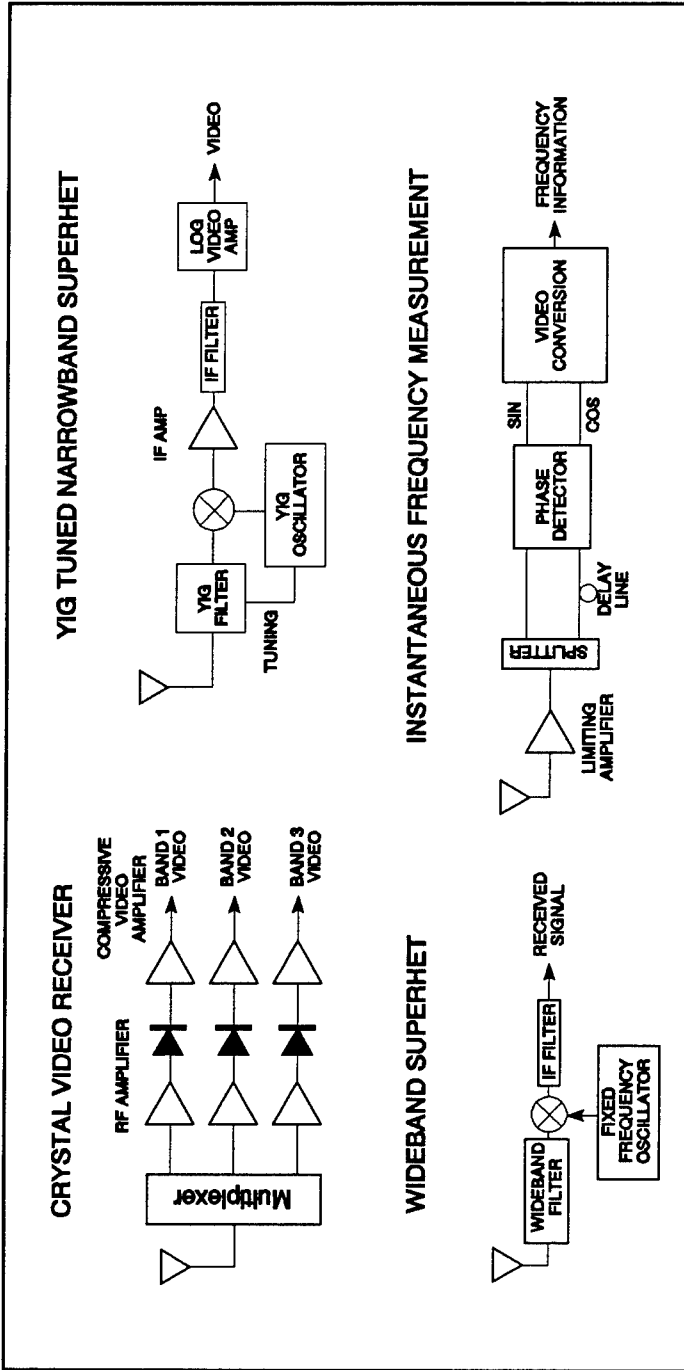 CRYSTAL VIDEO RECEIVER
COMPRESSIVE
VIDEO
AMPLIFIER
RF AMPLIFIER
Multiplexer
BAND 1
VIDEO
BAND 2
VIDEO
BAND 3
VIDEO
YIG TUNED NARROWBAND SUPERHET
YIG
FILTER
TUNING
YIG
OSCILLATOR
IF AMP
IF FILTER
LOG
VIDEO
AMP
VIDEO
WIDEBAND SUPERHET
WIDEBAND
FILTER
FIXED
FREQUENCY
OSCILLATOR
IF FILTER
RECEIVED
SIGNAL
INSTANTANEOUS FREQUENCY MEASUREMENT
LIMITING
AMPLIFIER
SPLITTER
DELAY
LINE
PHASE
DETECTOR
SIN
COS
VIDEO
CONVERSION
FREQUENCY
INFORMATION